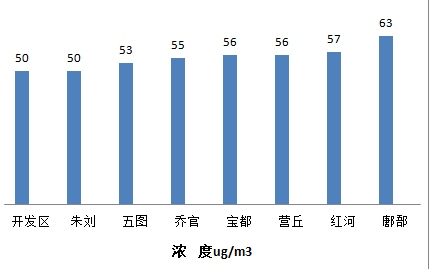 50 50 53 55 56 56 57 63
开发区 朱刘 五图 乔官 宝都 营丘 红河 鄌郚
浓 度ug/m3